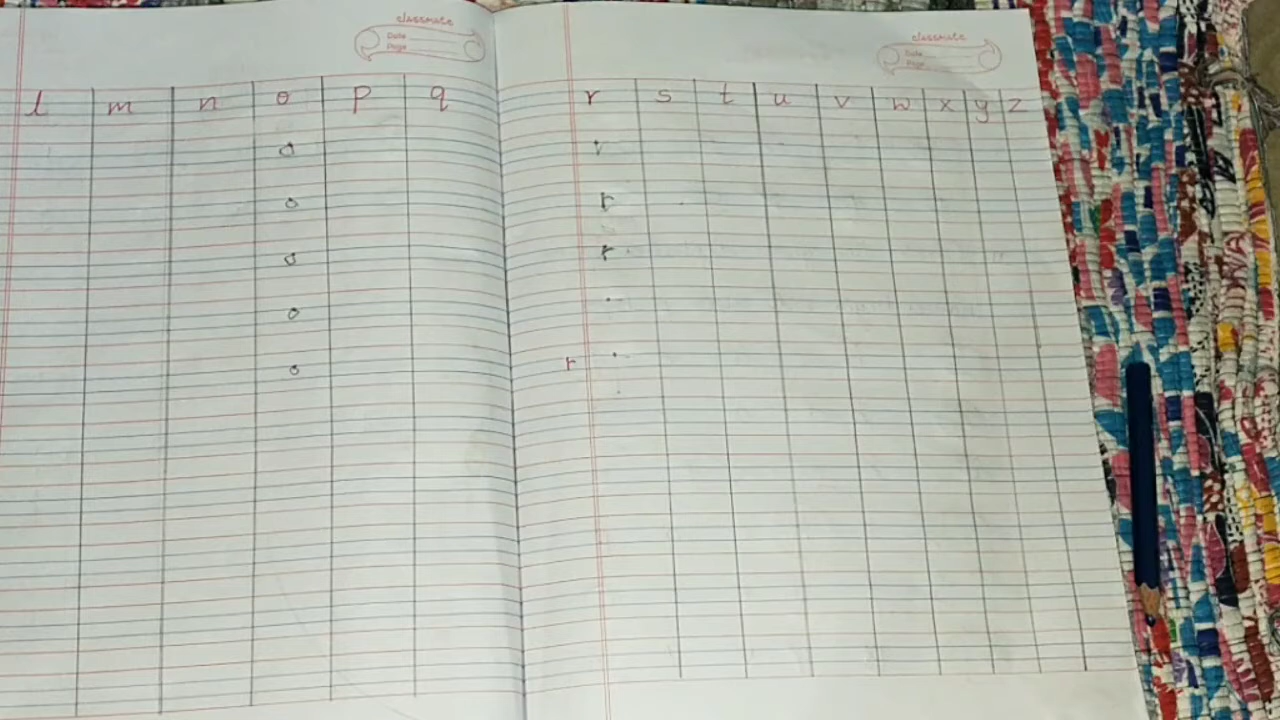 classmate
Date
Page
classmate
Date
Page
l m n o p q r s t u v w x y z
o r
o r
o r
o
o r